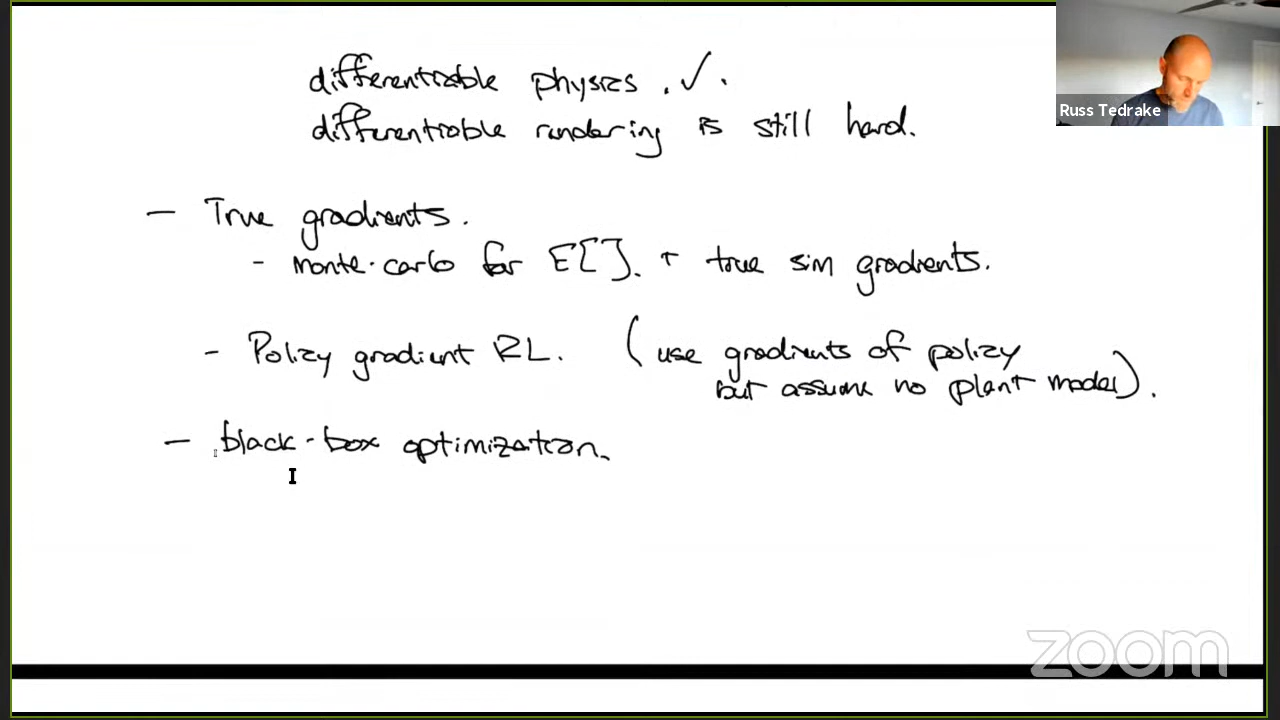 differentiable physics. ✓.
differentiable rendering is still hard.
Russ Tedrake
— True gradients.
- monte-carlo for E[]. + true sim gradients.
- Policy gradient RL. (use gradients of policy
but assume no plant model).
— black-box optimization.
zoom